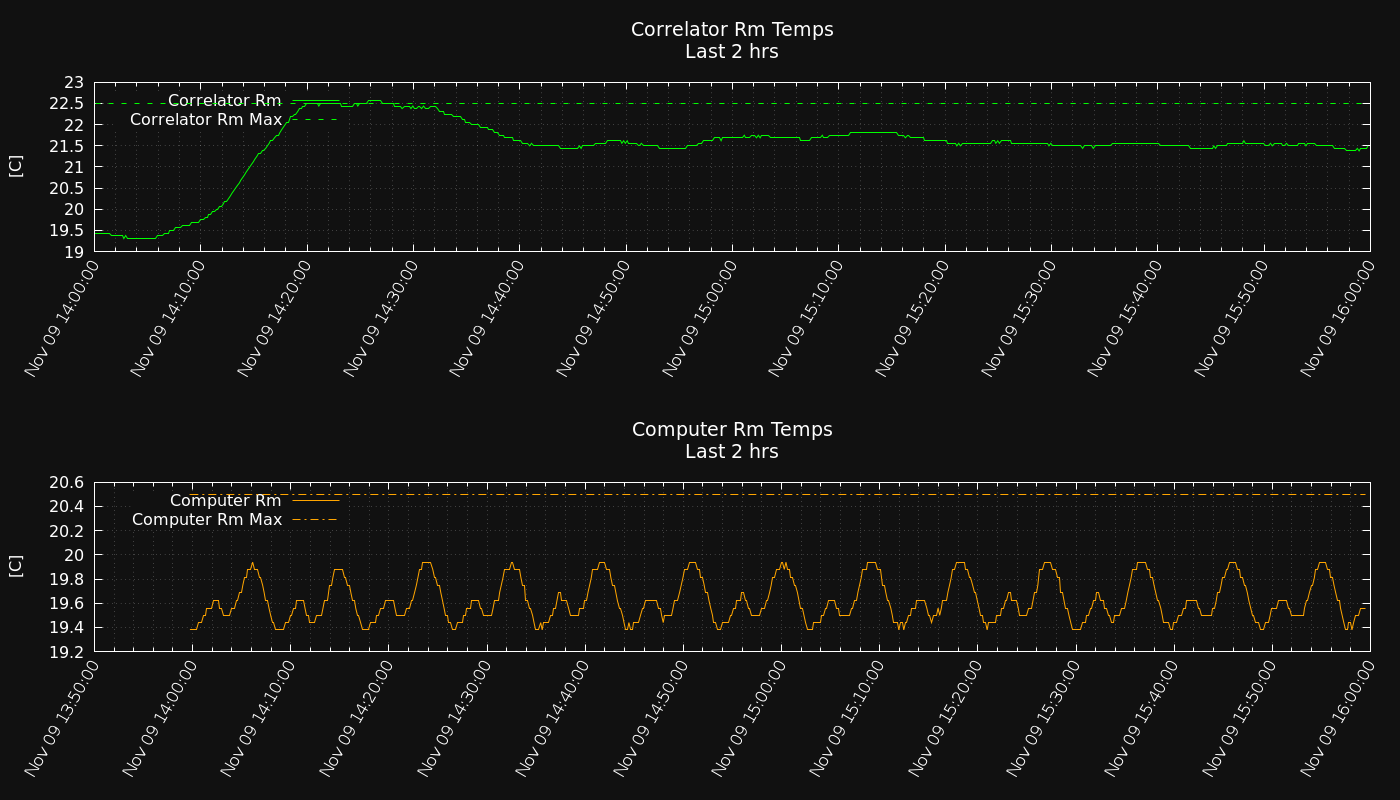 Correlator Rm Temps
Last 2 hrs
23
22.5
22
21.5
21
20.5
20
19.5
19
[C]
Correlator Rm
Correlator Rm Max
Nov 09 14:00:00
Nov 09 14:10:00
Nov 09 14:20:00
Nov 09 14:30:00
Nov 09 14:40:00
Nov 09 14:50:00
Nov 09 15:00:00
Nov 09 15:10:00
Nov 09 15:20:00
Nov 09 15:30:00
Nov 09 15:40:00
Nov 09 15:50:00
Nov 09 16:00:00
Computer Rm Temps
Last 2 hrs
20.6
20.4
20.2
20
19.8
19.6
19.4
19.2
[C]
Computer Rm
Computer Rm Max
Nov 09 13:50:00
Nov 09 14:00:00
Nov 09 14:10:00
Nov 09 14:20:00
Nov 09 14:30:00
Nov 09 14:40:00
Nov 09 14:50:00
Nov 09 15:00:00
Nov 09 15:10:00
Nov 09 15:20:00
Nov 09 15:30:00
Nov 09 15:40:00
Nov 09 15:50:00
Nov 09 16:00:00